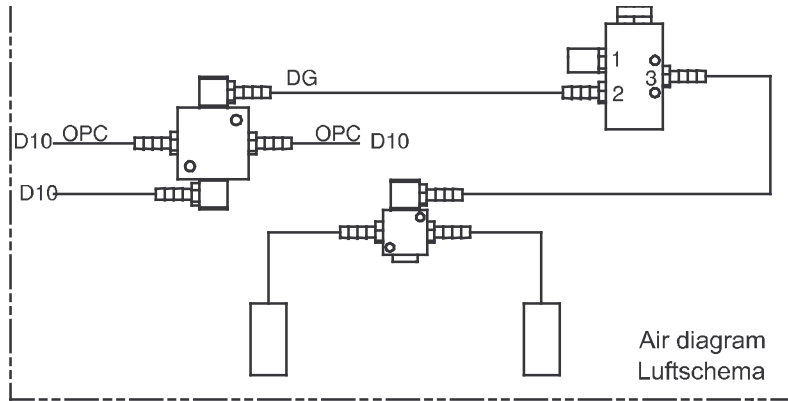 1
DG
3
2
D10 OPC
OPC D10
D10
Air diagram
Luftschema